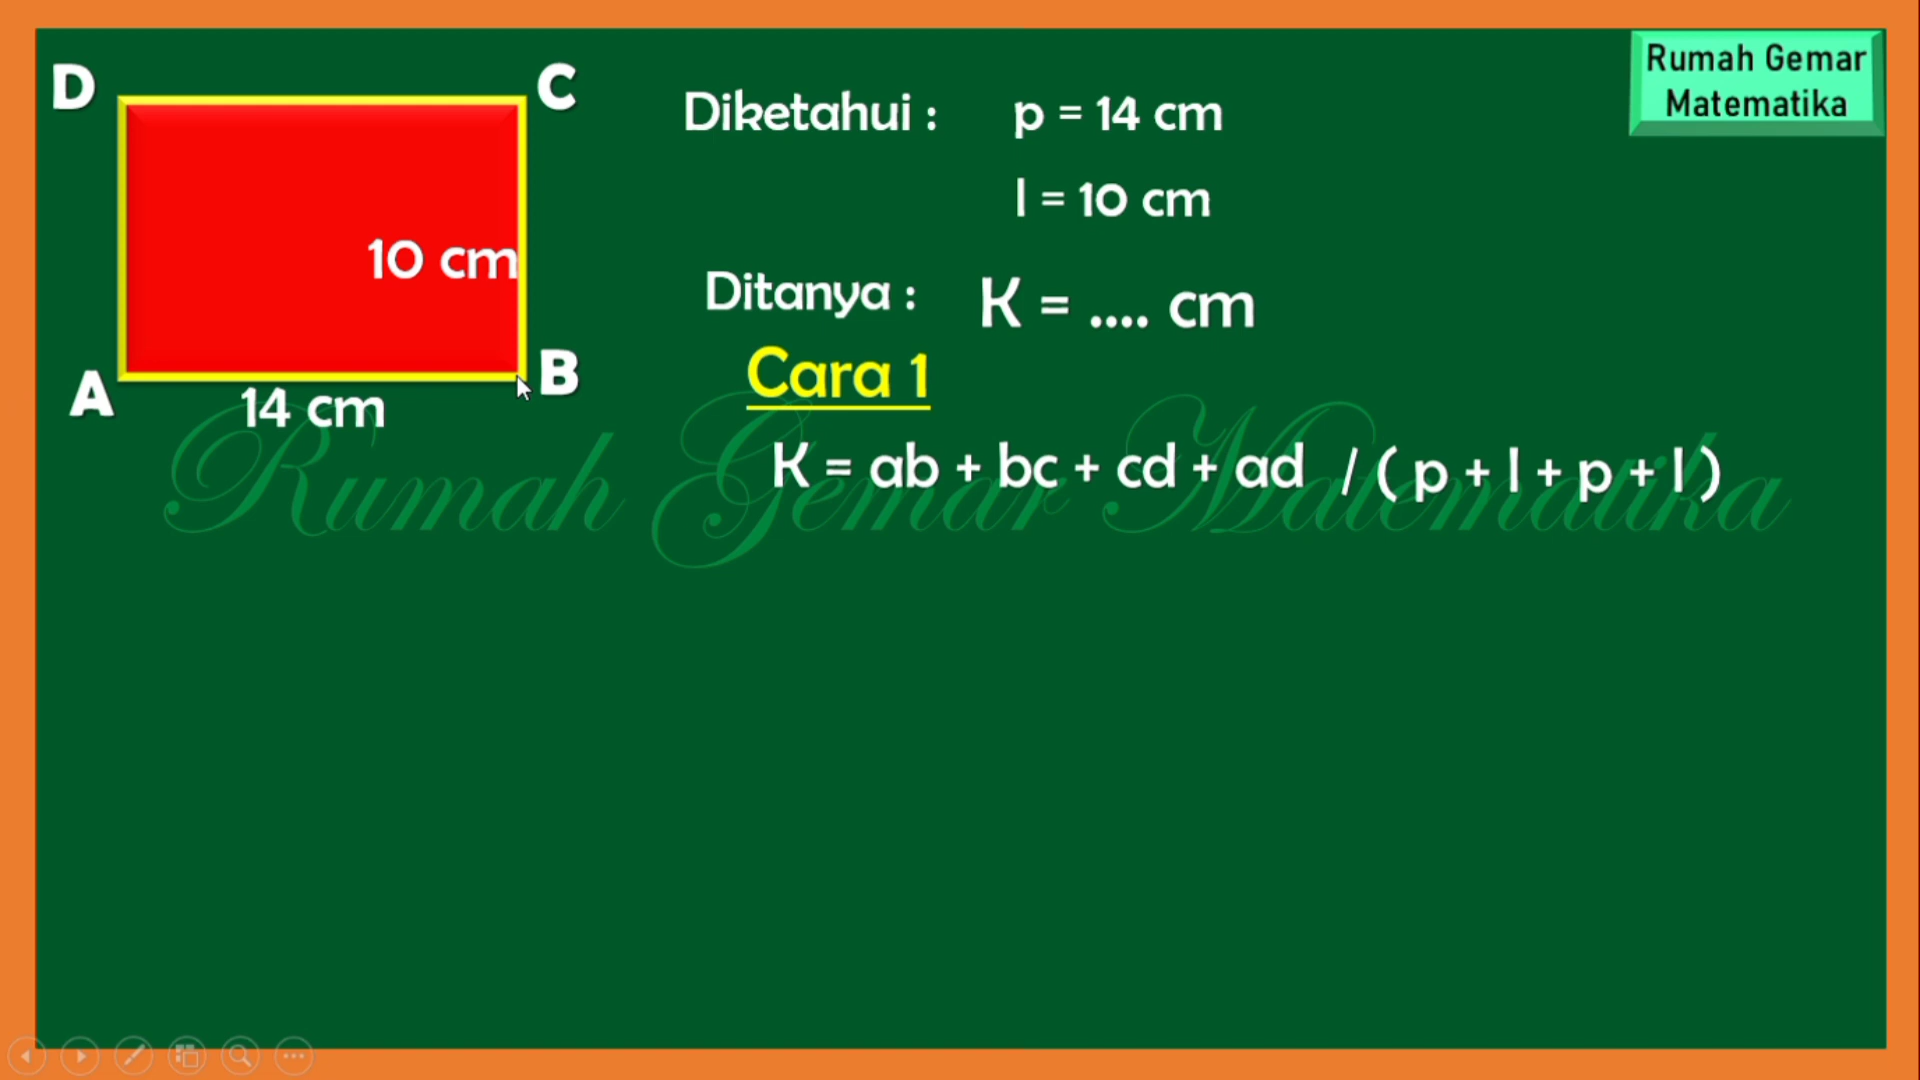 D
C
10 cm
A
B
14 cm
Diketahui : p = 14 cm
l = 10 cm
Ditanya : K = .... cm
Cara 1
K = ab + bc + cd + ad / ( p + l + p + l )
Rumah Gemar
Matematika
Rumah Gemar Matematika